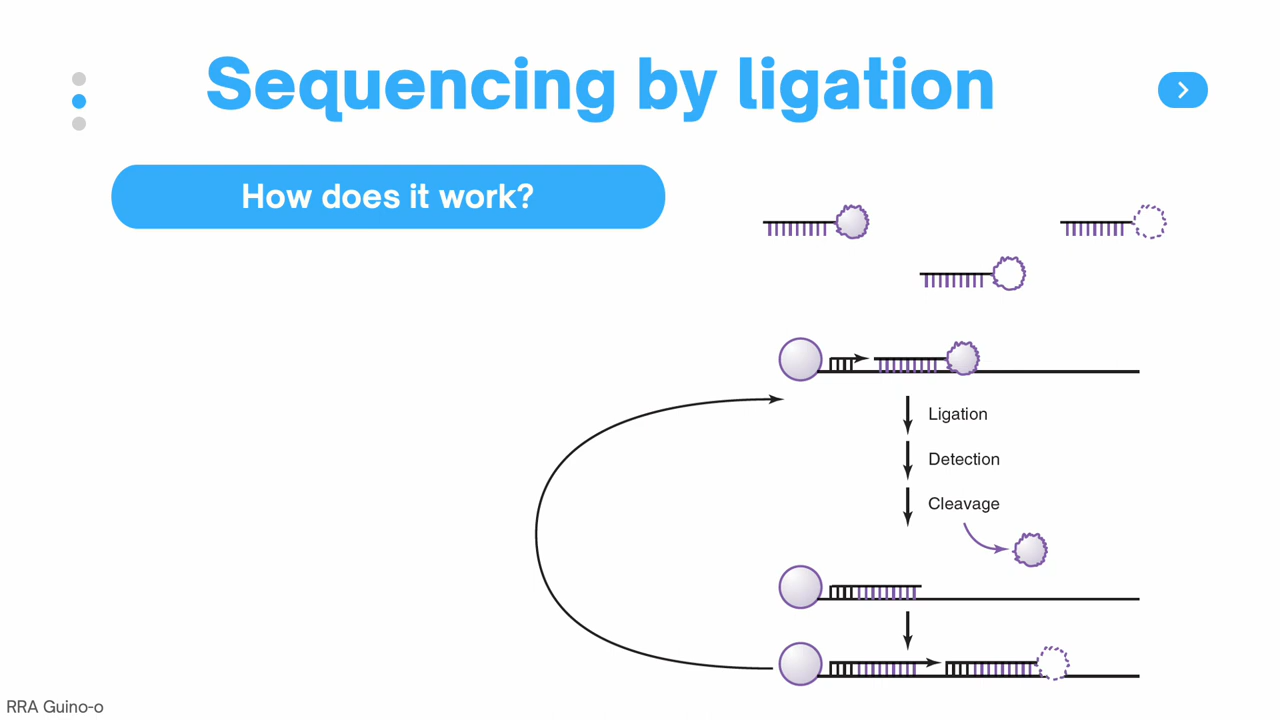 Sequencing by ligation
How does it work?
Ligation
Detection
Cleavage
RRA Guino-o